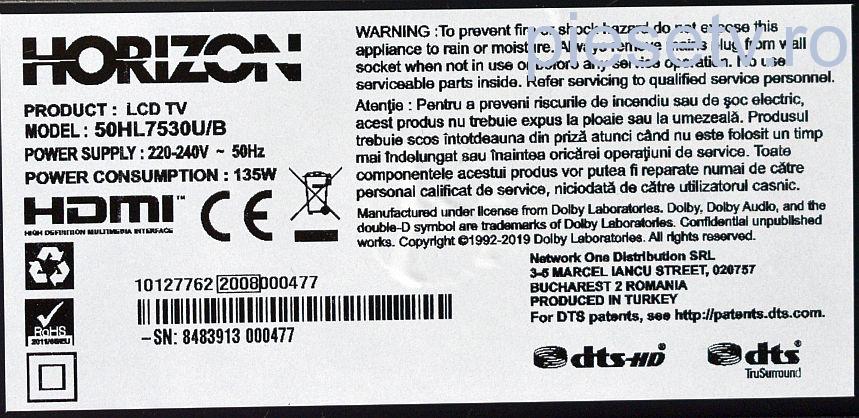 HORIZON
PRODUCT : LCD TV
MODEL : 50HL7530U/B
POWER SUPPLY : 220-240V ~ 50Hz
POWER CONSUMPTION : 135W
HDMI™
HIGH DEFINITION MULTIMEDIA INTERFACE
CE
RoHS
2011/65/EU
10127762 2008000477
-SN: 8483913 000477
WARNING :To prevent fire or shock hazard do not expose this
appliance to rain or moisture. Always remove mains plug from wall
socket when not in use or before any service operation. No use
serviceable parts inside. Refer servicing to qualified service personnel.
Atenţie : Pentru a preveni riscurile de incendiu sau de şoc electric,
acest produs nu trebuie expus la ploaie sau la umezeală. Produsul
trebuie scos întotdeauna din priză atunci când nu este folosit un timp
mai îndelungat sau înaintea oricărei operaţiuni de service. Toate
componentele acestui produs vor putea fi reparate numai de către
personal calificat de service, niciodată de către utilizatorul casnic.
Manufactured under license from Dolby Laboratories. Dolby, Dolby Audio, and the
double-D symbol are trademarks of Dolby Laboratories. Confidential unpublished
works. Copyright ©1992-2019 Dolby Laboratories. All rights reserved.
Network One Distribution SRL
3-5 MARCEL IANCU STREET, 020757
BUCHAREST 2 ROMANIA
PRODUCED IN TURKEY
For DTS patents, see http://patents.dts.com.
dts-HD
dts
TruSurround
piesetv.ro